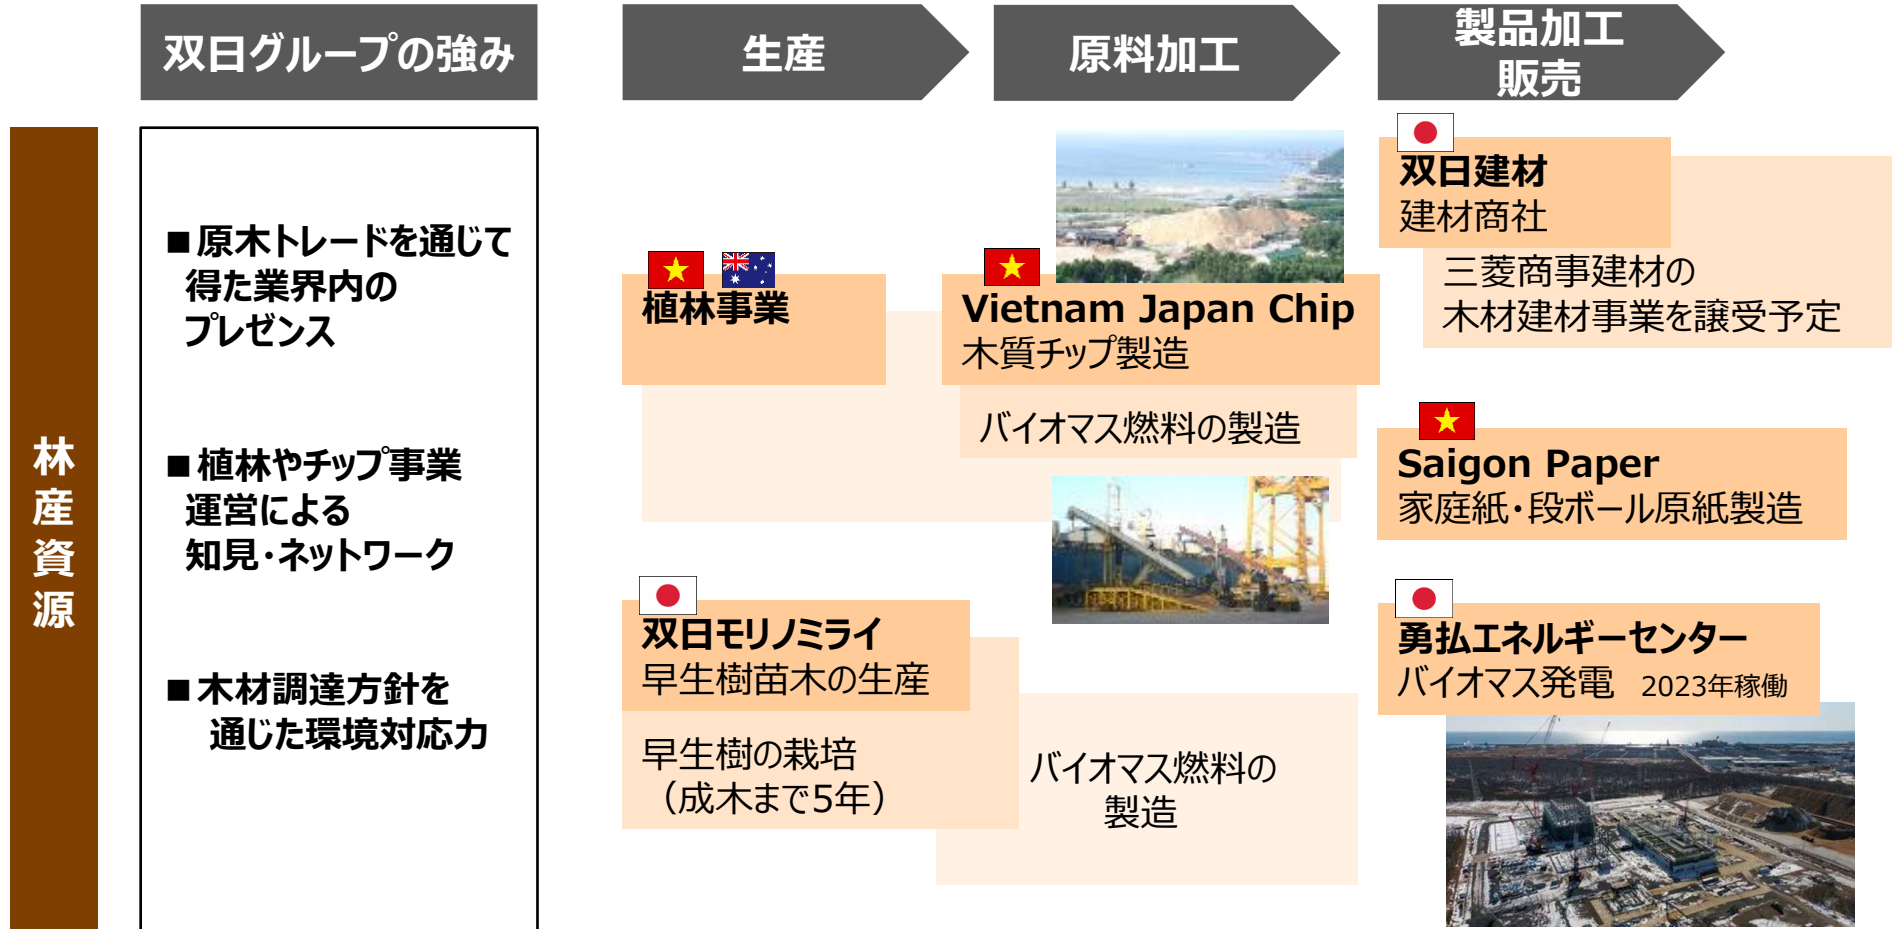 双日グループの強み
生産
原料加工
製品加工
販売
林産資源
■原木トレードを通じて
得た業界内の
プレゼンス
■植林やチップ事業
運営による
知見・ネットワーク
■木材調達方針を
通じた環境対応力
植林事業
双日モリノミライ
早生樹苗木の生産
早生樹の栽培
（成木まで5年）
Vietnam Japan Chip
木質チップ製造
バイオマス燃料の製造
バイオマス燃料の
製造
双日建材
建材商社
三菱商事建材の
木材建材事業を譲受予定
Saigon Paper
家庭紙・段ボール原紙製造
勇払エネルギーセンター
バイオマス発電 2023年稼働